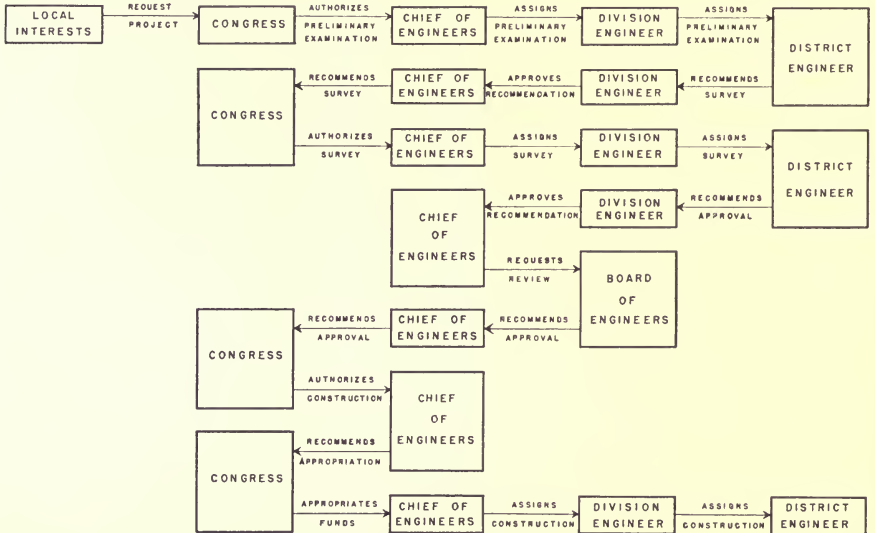 LOCAL INTERESTS
REQUEST PROJECT
CONGRESS
AUTHORIZES PRELIMINARY EXAMINATION
CHIEF OF ENGINEERS
ASSIGNS PRELIMINARY EXAMINATION
DIVISION ENGINEER
ASSIGNS PRELIMINARY EXAMINATION
DISTRICT ENGINEER
RECOMMENDS SURVEY
DIVISION ENGINEER
APPROVES RECOMMENDATION
CHIEF OF ENGINEERS
RECOMMENDS SURVEY
CONGRESS
AUTHORIZES SURVEY
CHIEF OF ENGINEERS
ASSIGNS SURVEY
DIVISION ENGINEER
ASSIGNS SURVEY
DISTRICT ENGINEER
RECOMMENDS APPROVAL
DIVISION ENGINEER
APPROVES RECOMMENDATION
CHIEF OF ENGINEERS
REQUESTS REVIEW
BOARD OF ENGINEERS
RECOMMENDS APPROVAL
CHIEF OF ENGINEERS
RECOMMENDS APPROVAL
CONGRESS
AUTHORIZES CONSTRUCTION
CHIEF OF ENGINEERS
RECOMMENDS APPROPRIATION
CONGRESS
APPROPRIATES FUNDS
CHIEF OF ENGINEERS
ASSIGNS CONSTRUCTION
DIVISION ENGINEER
ASSIGNS CONSTRUCTION
DISTRICT ENGINEER